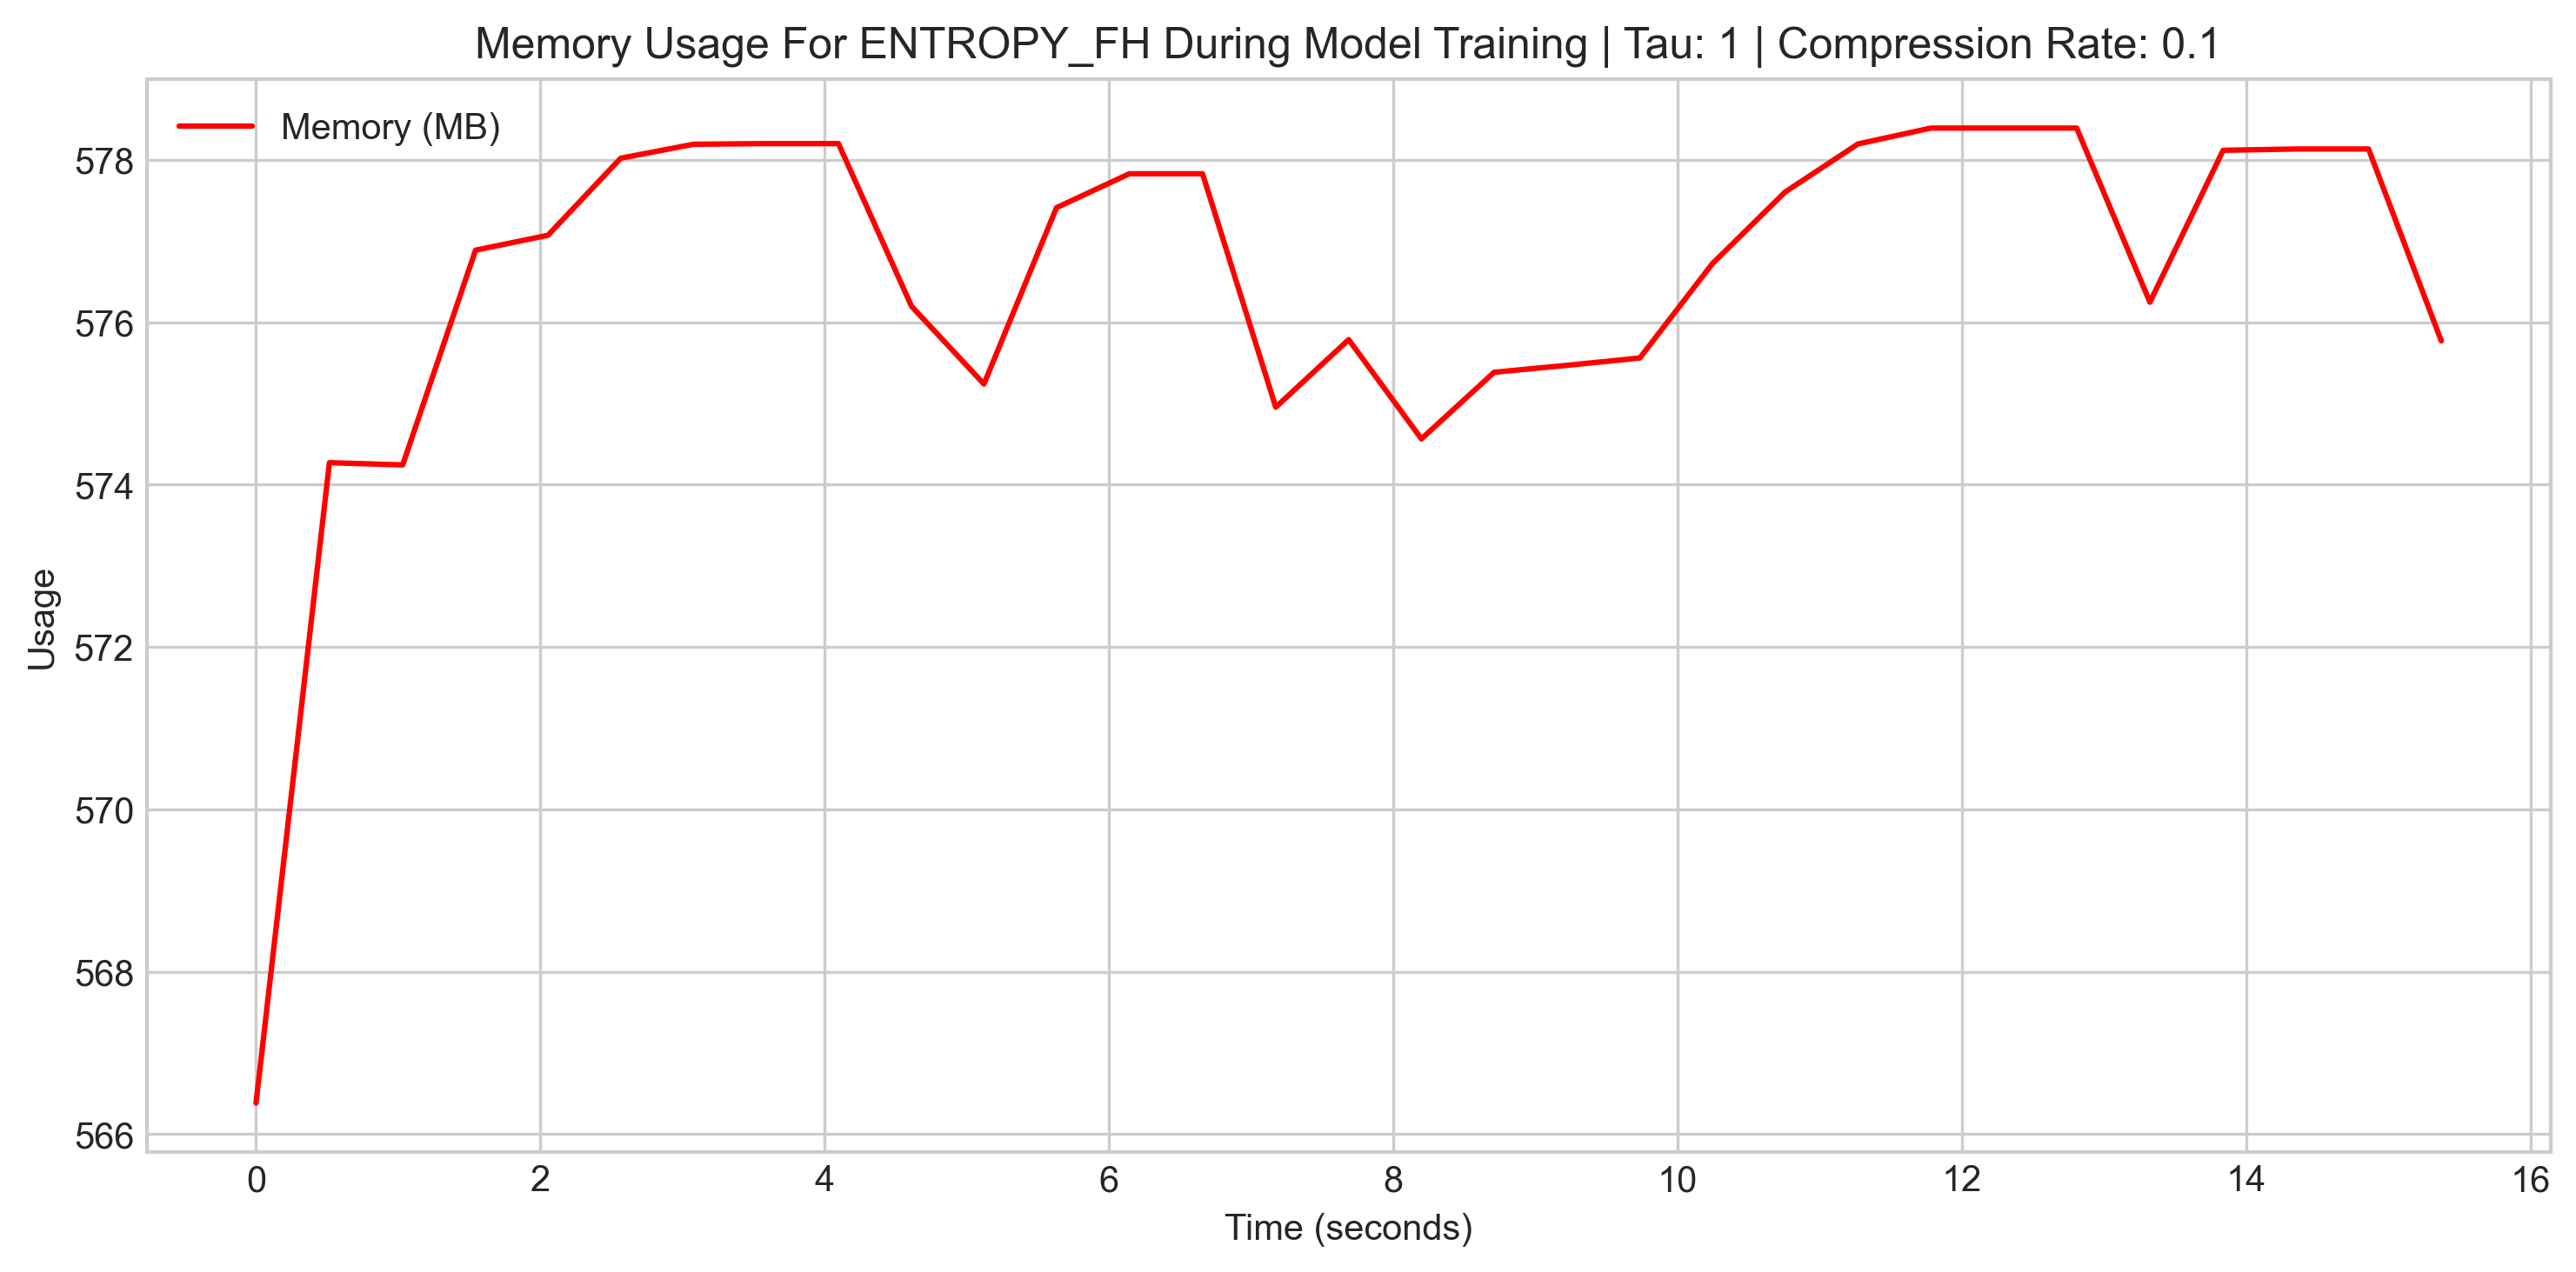 Memory Usage For ENTROPY_FH During Model Training | Tau: 1 | Compression Rate: 0.1
Memory (MB)
578
576
574
572
570
568
566
Usage
0 2 4 6 8 10 12 14 16
Time (seconds)